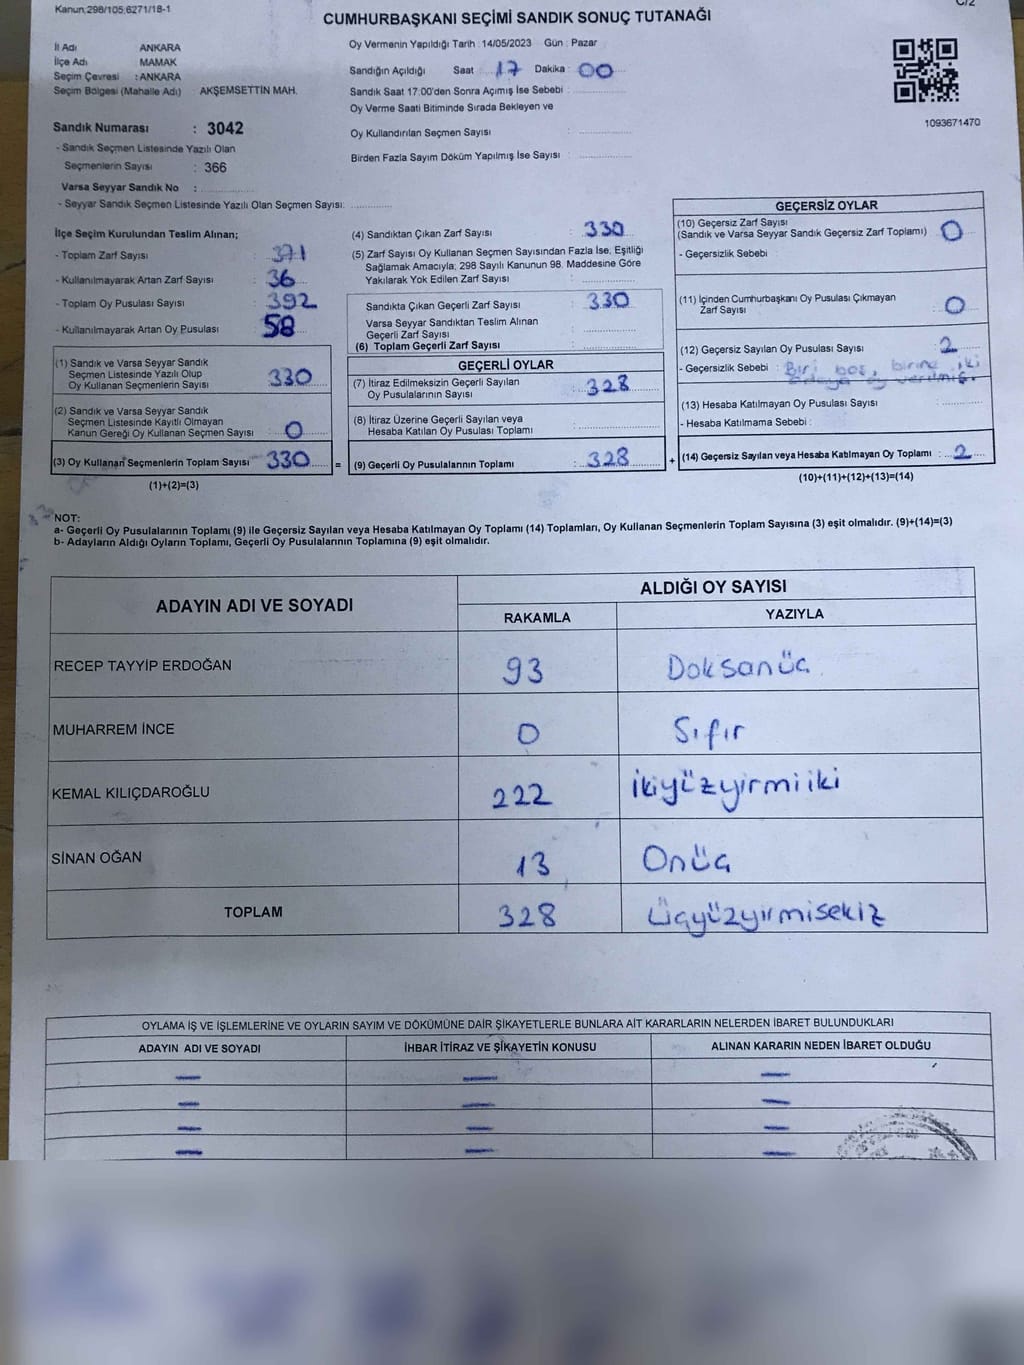 Kanun;298/105;6271/18-1
C/2
CUMHURBAŞKANI SEÇİMİ SANDIK SONUÇ TUTANAĞI
İl Adı ANKARA
İlçe Adı MAMAK
Seçim Çevresi : ANKARA
Seçim Bölgesi (Mahalle Adı) AKŞEMSETTİN MAH.
Sandık Numarası : 3042
- Sandık Seçmen Listesinde Yazılı Olan
Seçmenlerin Sayısı : 366
Varsa Seyyar Sandık No :
- Seyyar Sandık Seçmen Listesinde Yazılı Olan Seçmen Sayısı:
Oy Vermenin Yapıldığı Tarih : 14/05/2023 Gün : Pazar
Sandığın Açıldığı Saat : 17 Dakika : 00
Sandık Saat 17:00'den Sonra Açımış İse Sebebi :
Oy Verme Saati Bitiminde Sırada Bekleyen ve
Oy Kullandırılan Seçmen Sayısı :
Birden Fazla Sayım Döküm Yapılmış İse Sayısı :
1093671470
İlçe Seçim Kurulundan Teslim Alınan;
- Toplam Zarf Sayısı : 371
- Kullanılmayarak Artan Zarf Sayısı : 36
- Toplam Oy Pusulası Sayısı : 392
- Kullanılmayarak Artan Oy Pusulası : 58
(1) Sandık ve Varsa Seyyar Sandık
Seçmen Listesinde Yazılı Olup
Oy Kullanan Seçmenlerin Sayısı : 330
(2) Sandık ve Varsa Seyyar Sandık
Seçmen Listesinde Kayıtlı Olmayan
Kanun Gereği Oy Kullanan Seçmen Sayısı : 0
(3) Oy Kullanan Seçmenlerin Toplam Sayısı 330 =
(1)+(2)=(3)
(4) Sandıktan Çıkan Zarf Sayısı : 330
(5) Zarf Sayısı Oy Kullanan Seçmen Sayısından Fazla İse, Eşitliği
Sağlamak Amacıyla; 298 Sayılı Kanunun 98. Maddesine Göre
Yakılarak Yok Edilen Zarf Sayısı :
Sandıkta Çıkan Geçerli Zarf Sayısı : 330
Varsa Seyyar Sandıktan Teslim Alınan
Geçerli Zarf Sayısı :
(6) Toplam Geçerli Zarf Sayısı :
GEÇERLİ OYLAR
(7) İtiraz Edilmeksizin Geçerli Sayılan
Oy Pusulalarının Sayısı : 328
(8) İtiraz Üzerine Geçerli Sayılan veya
Hesaba Katılan Oy Pusulası Toplamı :
(9) Geçerli Oy Pusulalarının Toplamı : 328 +
GEÇERSİZ OYLAR
(10) Geçersiz Zarf Sayısı
(Sandık ve Varsa Seyyar Sandık Geçersiz Zarf Toplamı) : 0
- Geçersizlik Sebebi :
(11) İçinden Cumhurbaşkanı Oy Pusulası Çıkmayan
Zarf Sayısı : 0
(12) Geçersiz Sayılan Oy Pusulası Sayısı : 2
- Geçersizlik Sebebi : Biri boş, birine iki
adaya oy verilmiş.
(13) Hesaba Katılmayan Oy Pusulası Sayısı :
- Hesaba Katılmama Sebebi :
(14) Geçersiz Sayılan veya Hesaba Katılmayan Oy Toplamı : 2
(10)+(11)+(12)+(13)=(14)
NOT:
a- Geçerli Oy Pusulalarının Toplamı (9) ile Geçersiz Sayılan veya Hesaba Katılmayan Oy Toplamı (14) Toplamları, Oy Kullanan Seçmenlerin Toplam Sayısına (3) eşit olmalıdır. (9)+(14)=(3)
b- Adayların Aldığı Oyların Toplamı, Geçerli Oy Pusulalarının Toplamına (9) eşit olmalıdır.
ADAYIN ADI VE SOYADI
ALDIĞI OY SAYISI
RAKAMLA YAZIYLA
RECEP TAYYİP ERDOĞAN 93 Doksanüç
MUHARREM İNCE 0 Sıfır
KEMAL KILIÇDAROĞLU 222 İkiyüzyirmiiki
SİNAN OĞAN 13 Onüç
TOPLAM 328 Üçyüzyirmisekiz
OYLAMA İŞ VE İŞLEMLERİNE VE OYLARIN SAYIM VE DÖKÜMÜNE DAİR ŞİKAYETLERLE BUNLARA AİT KARARLARIN NELERDEN İBARET BULUNDUKLARI
ADAYIN ADI VE SOYADI İHBAR İTİRAZ VE ŞİKAYETİN KONUSU ALINAN KARARIN NEDEN İBARET OLDUĞU